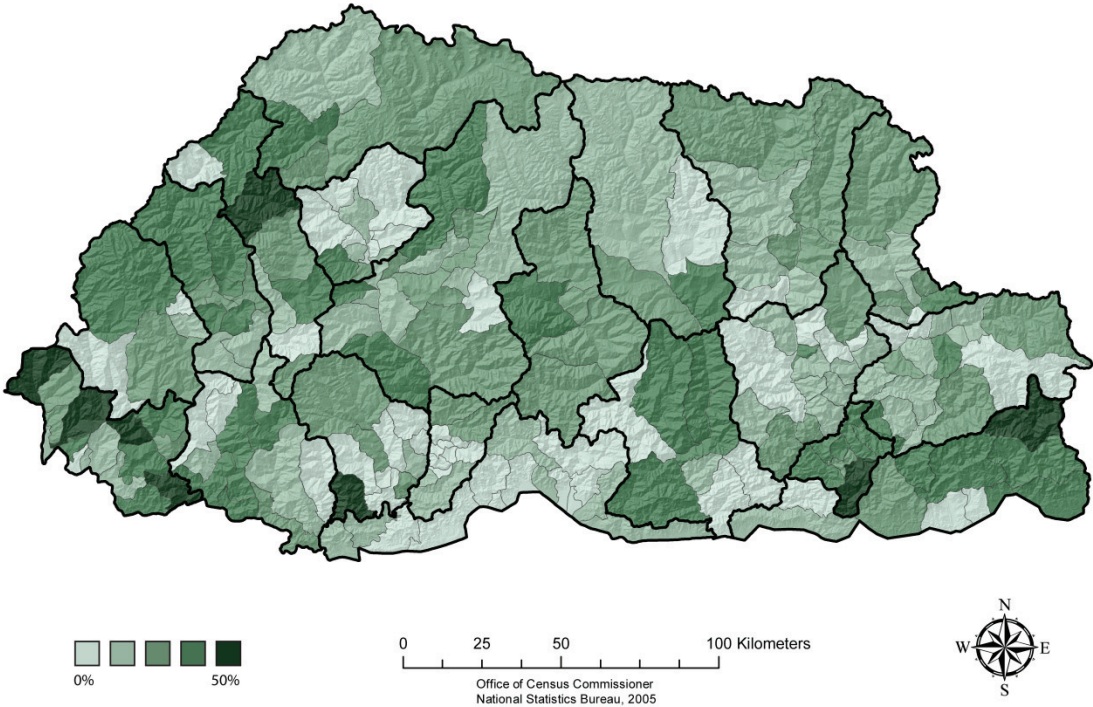 0%
50%
0
25
50
100 Kilometers
Office of Census Commissioner
National Statistics Bureau, 2005
N
W
E
S